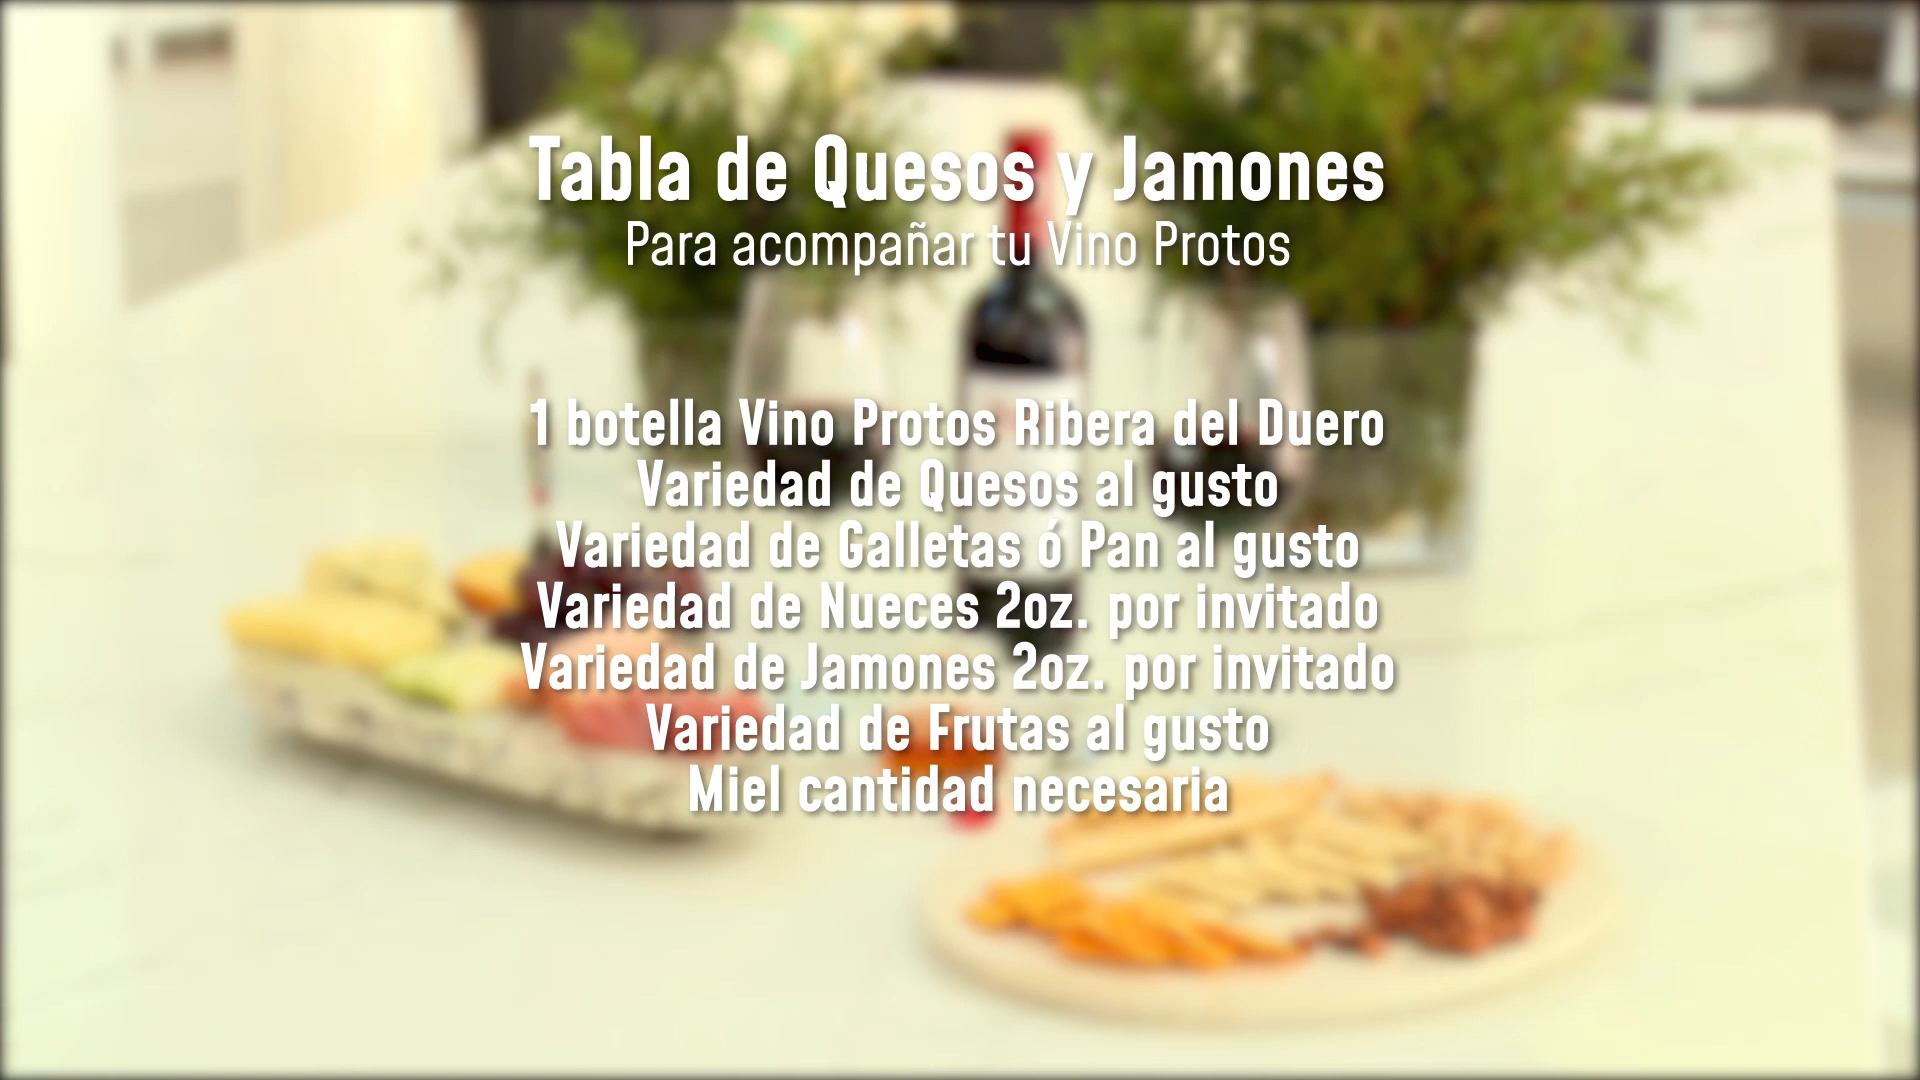 Tabla de Quesos y Jamones
Para acompañar tu Vino Protos
1 botella Vino Protos Ribera del Duero
Variedad de Quesos al gusto
Variedad de Galletas ó Pan al gusto
Variedad de Nueces 2oz. por invitado
Variedad de Jamones 2oz. por invitado
Variedad de Frutas al gusto
Miel cantidad necesaria